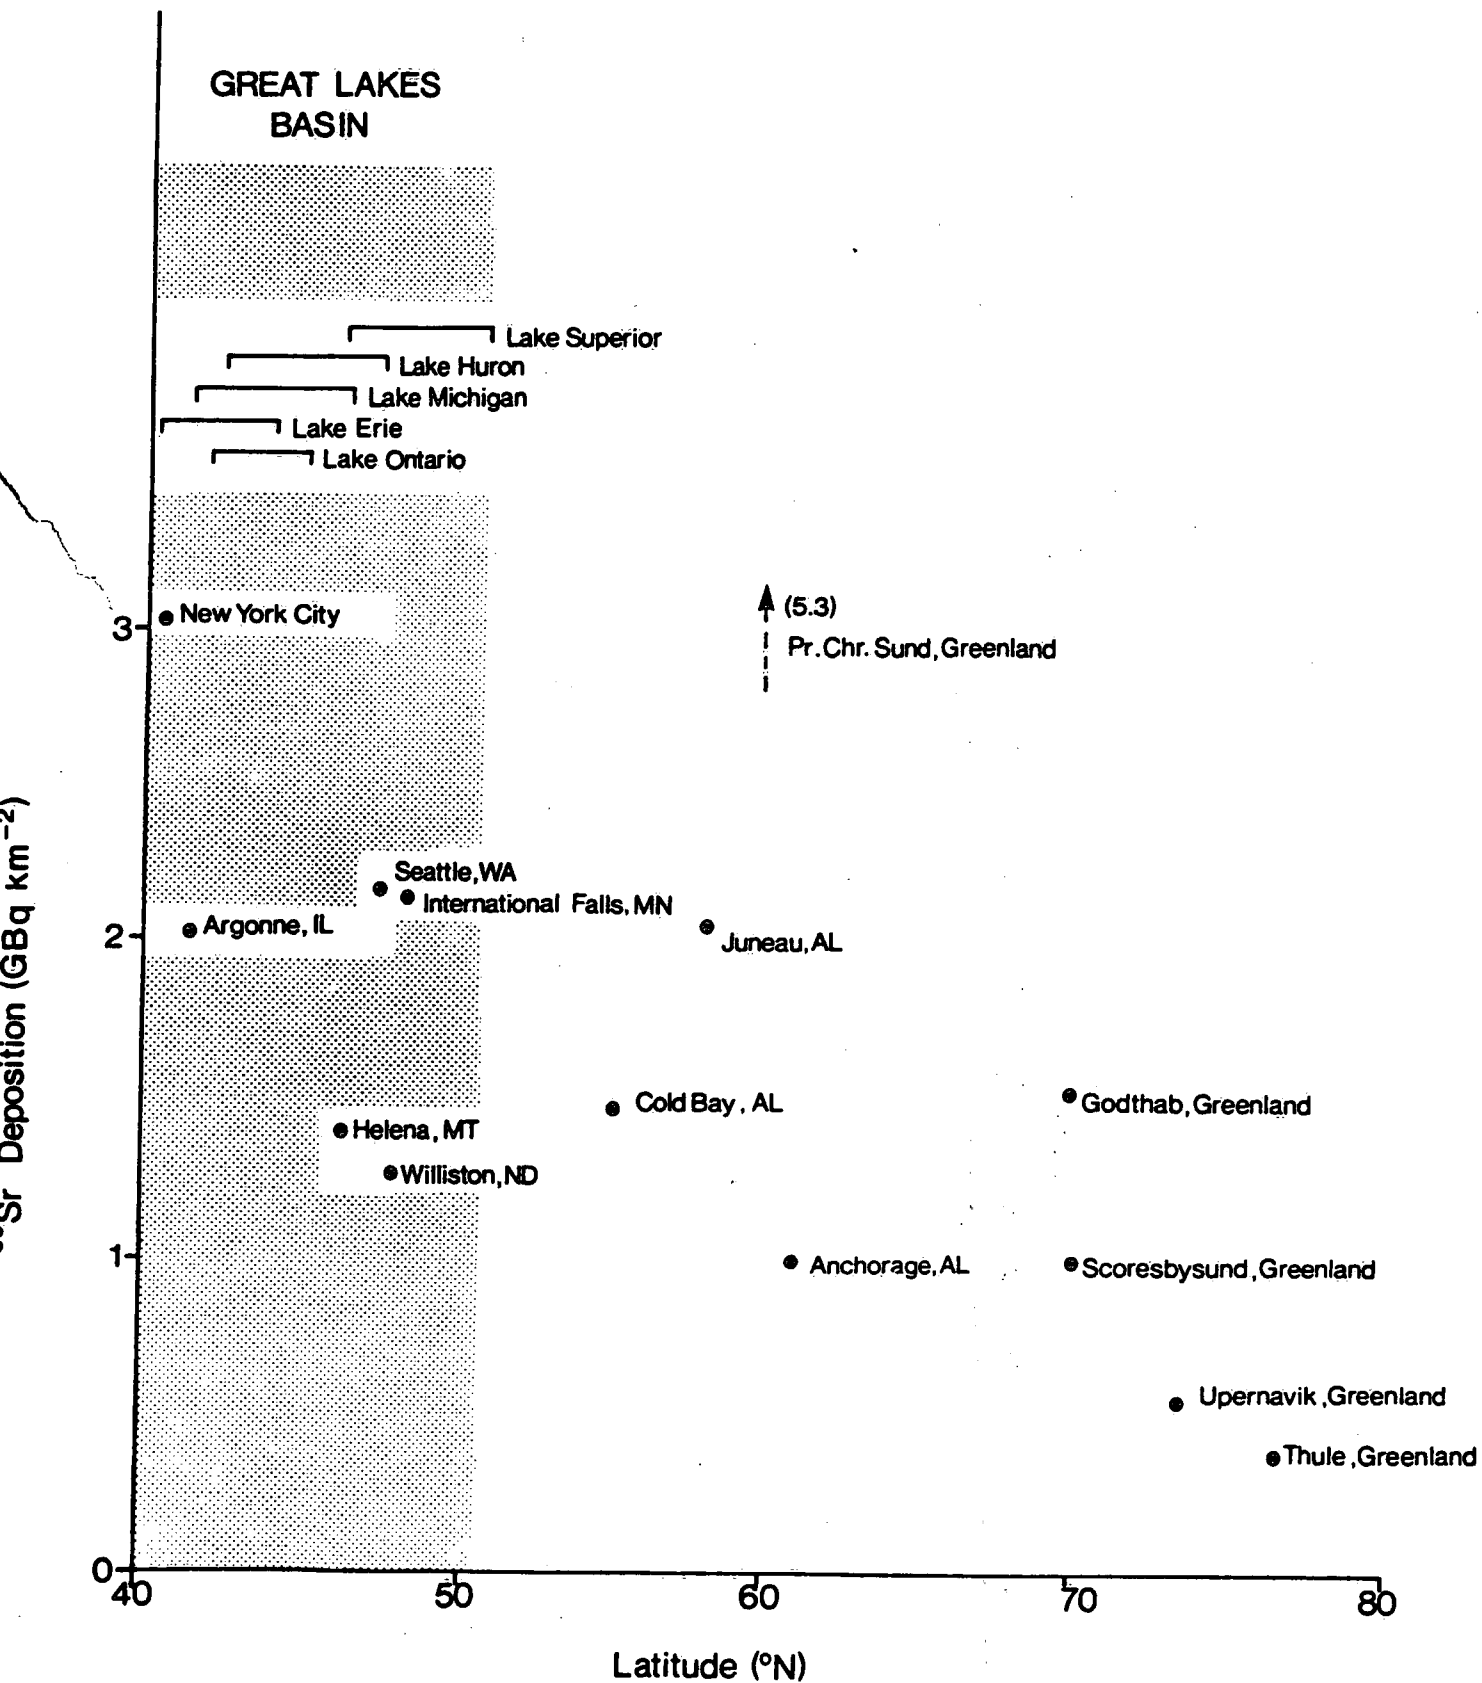 GREAT LAKES
BASIN
Lake Superior
Lake Huron
Lake Michigan
Lake Erie
Lake Ontario
(5.3)
New York City
3
Pr. Chr. Sund, Greenland
Seattle, WA
International Falls, MN
Argonne, IL
2
Juneau, AL
Cold Bay, AL
Godthab, Greenland
Helena, MT
Williston, ND
1
Anchorage, AL
Scoresbysund, Greenland
Upernavik, Greenland
Thule, Greenland
0
40 50 60 70 80
Latitude (°N)
Sr Deposition (GBq km⁻²)